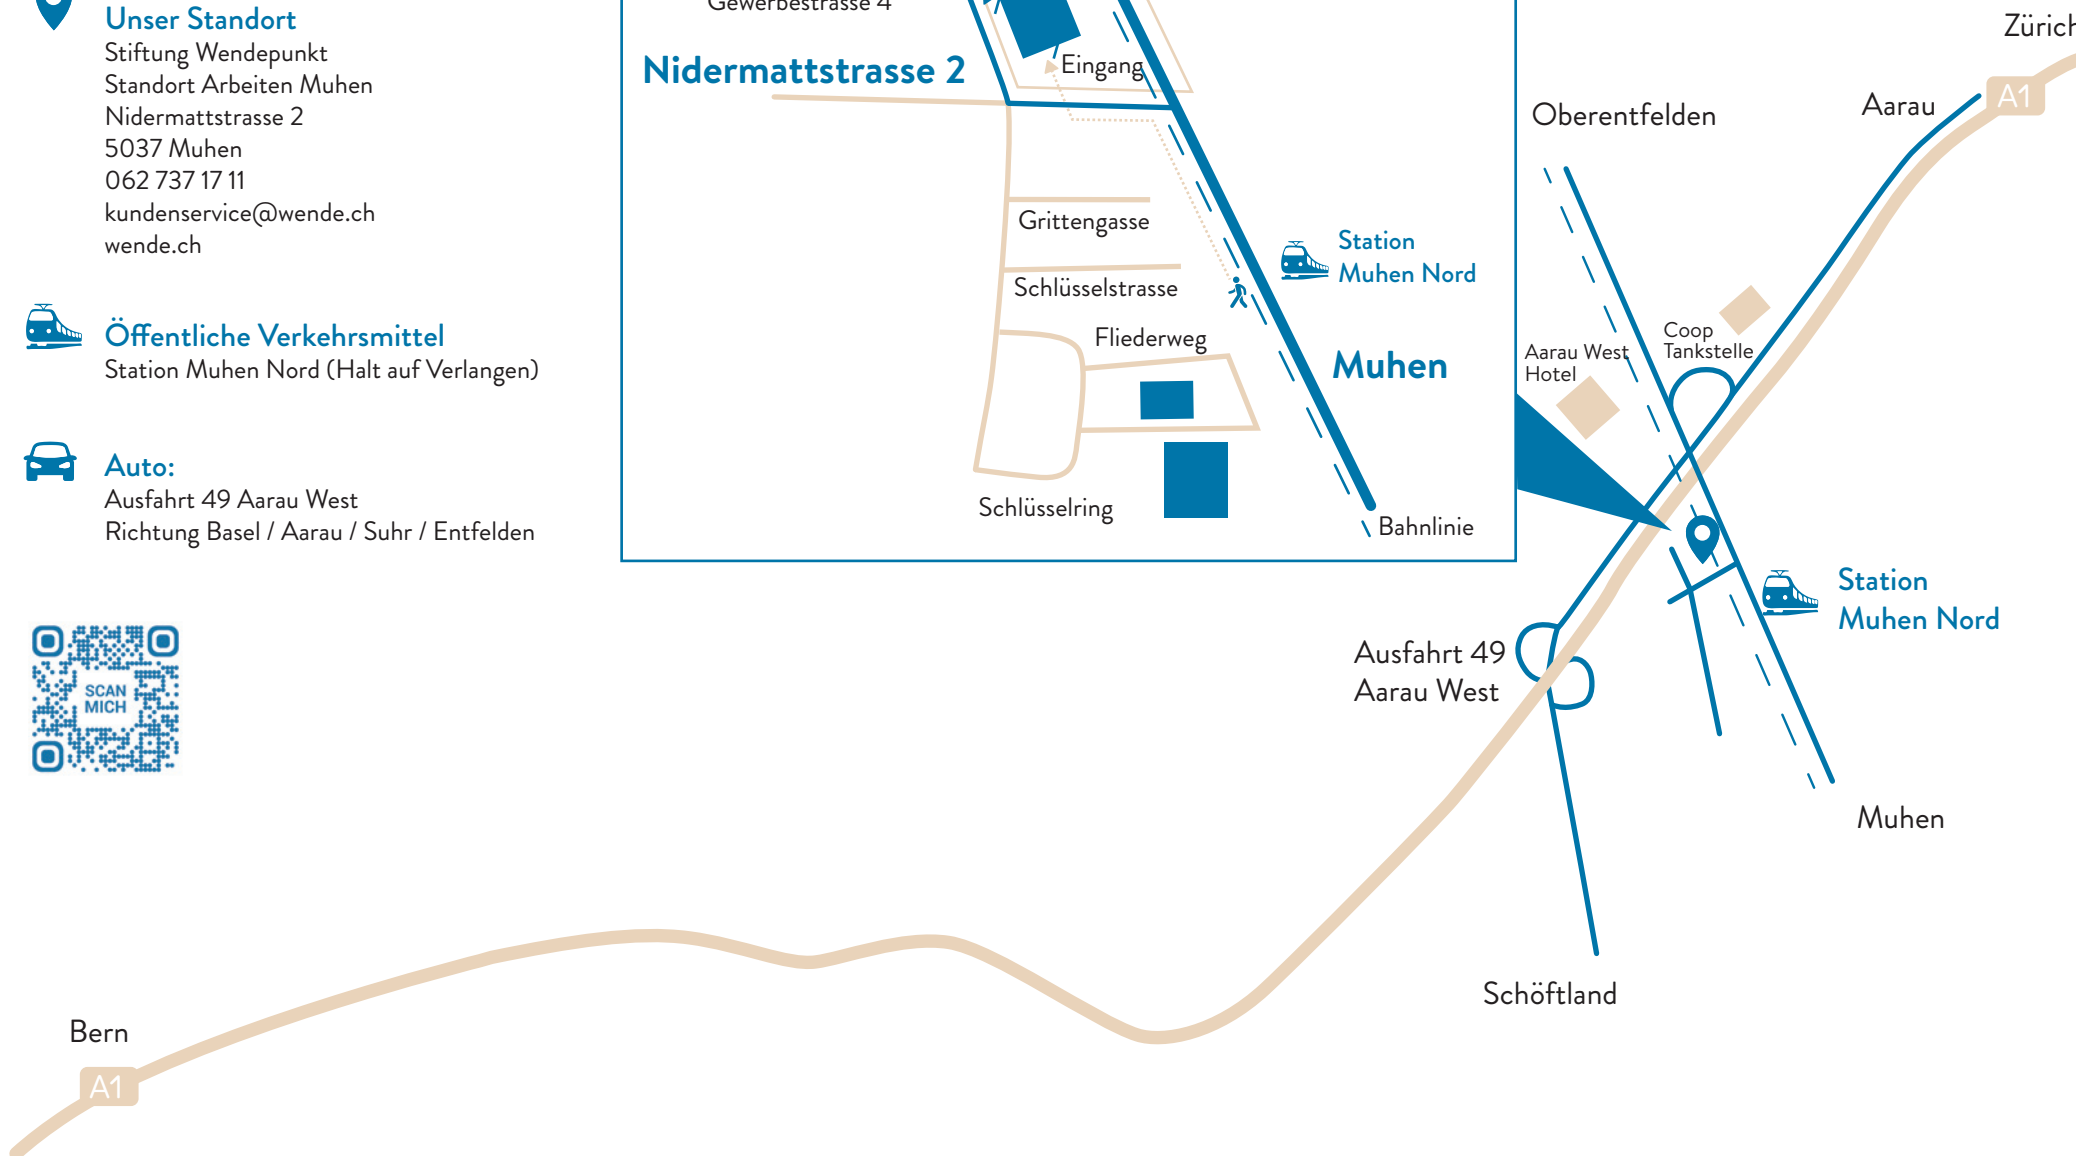 Unser Standort
Stiftung Wendepunkt
Standort Arbeiten Muhen
Nidermattstrasse 2
5037 Muhen
062 737 17 11
kundenservice@wende.ch
wende.ch
Öffentliche Verkehrsmittel
Station Muhen Nord (Halt auf Verlangen)
Auto:
Ausfahrt 49 Aarau West
Richtung Basel / Aarau / Suhr / Entfelden
SCAN
MICH
Gewerbestrasse 4
Nidermattstrasse 2
Eingang
Grittengasse
Schlüsselstrasse
Fliederweg
Schlüsselring
Station
Muhen Nord
Muhen
Bahnlinie
Zürich
A1
Aarau
Oberentfelden
Coop
Tankstelle
Aarau West
Hotel
Station
Muhen Nord
Ausfahrt 49
Aarau West
Muhen
Schöftland
Bern
A1